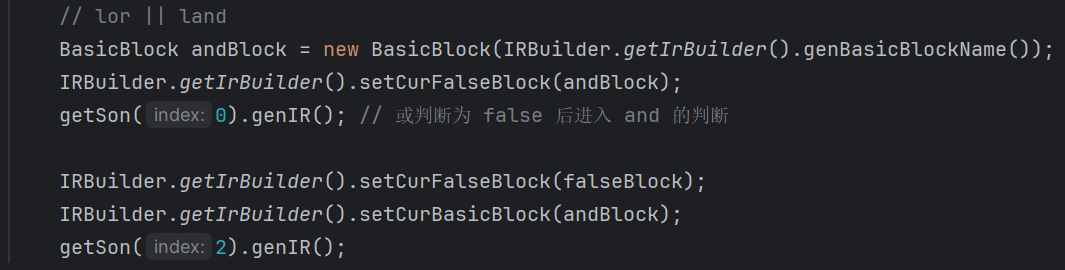 // lor || land
BasicBlock andBlock = new BasicBlock(IRBuilder.getIrBuilder().genBasicBlockName());
IRBuilder.getIrBuilder().setCurFalseBlock(andBlock);
getSon( index: 0).genIR(); // 或判断为 false 后进入 and 的判断
IRBuilder.getIrBuilder().setCurFalseBlock(falseBlock);
IRBuilder.getIrBuilder().setCurBasicBlock(andBlock);
getSon( index: 2).genIR();